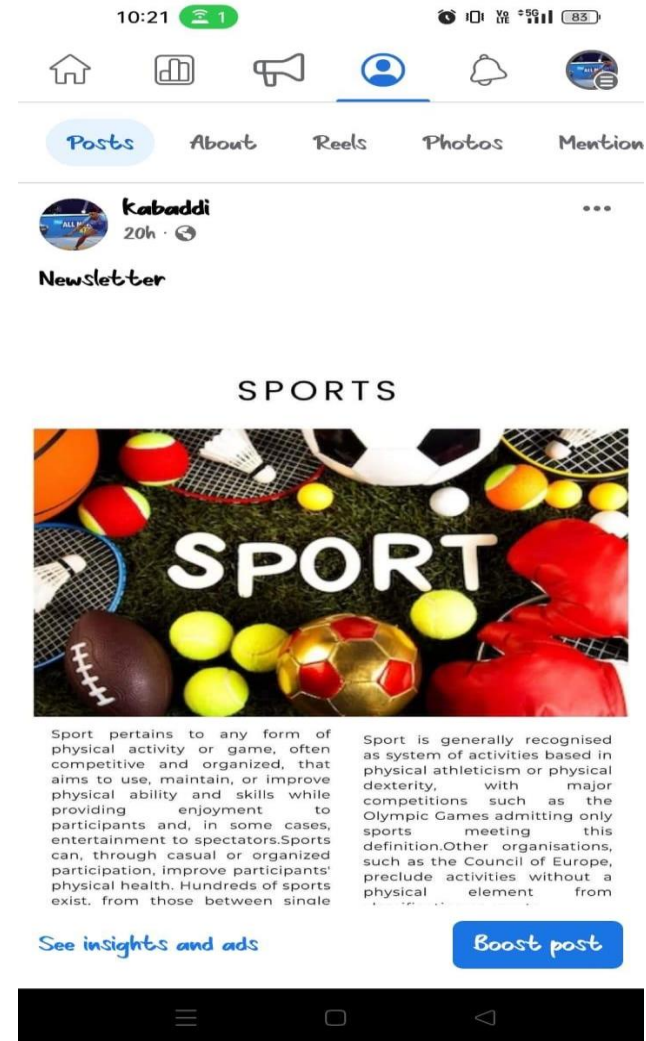 10:21 1 Vo LTE 5G 83
Posts About Reels Photos Mention
Kabaddi
20h ·
Newsletter
SPORTS
SPORT
Sport pertains to any form of
physical activity or game, often
competitive and organized, that
aims to use, maintain, or improve
physical ability and skills while
providing enjoyment to
participants and, in some cases,
entertainment to spectators.Sports
can, through casual or organized
participation, improve participants'
physical health. Hundreds of sports
exist, from those between single
Sport is generally recognised
as system of activities based in
physical athleticism or physical
dexterity, with major
competitions such as the
Olympic Games admitting only
sports meeting this
definition.Other organisations,
such as the Council of Europe,
preclude activities without a
physical element from
See insights and ads
Boost post